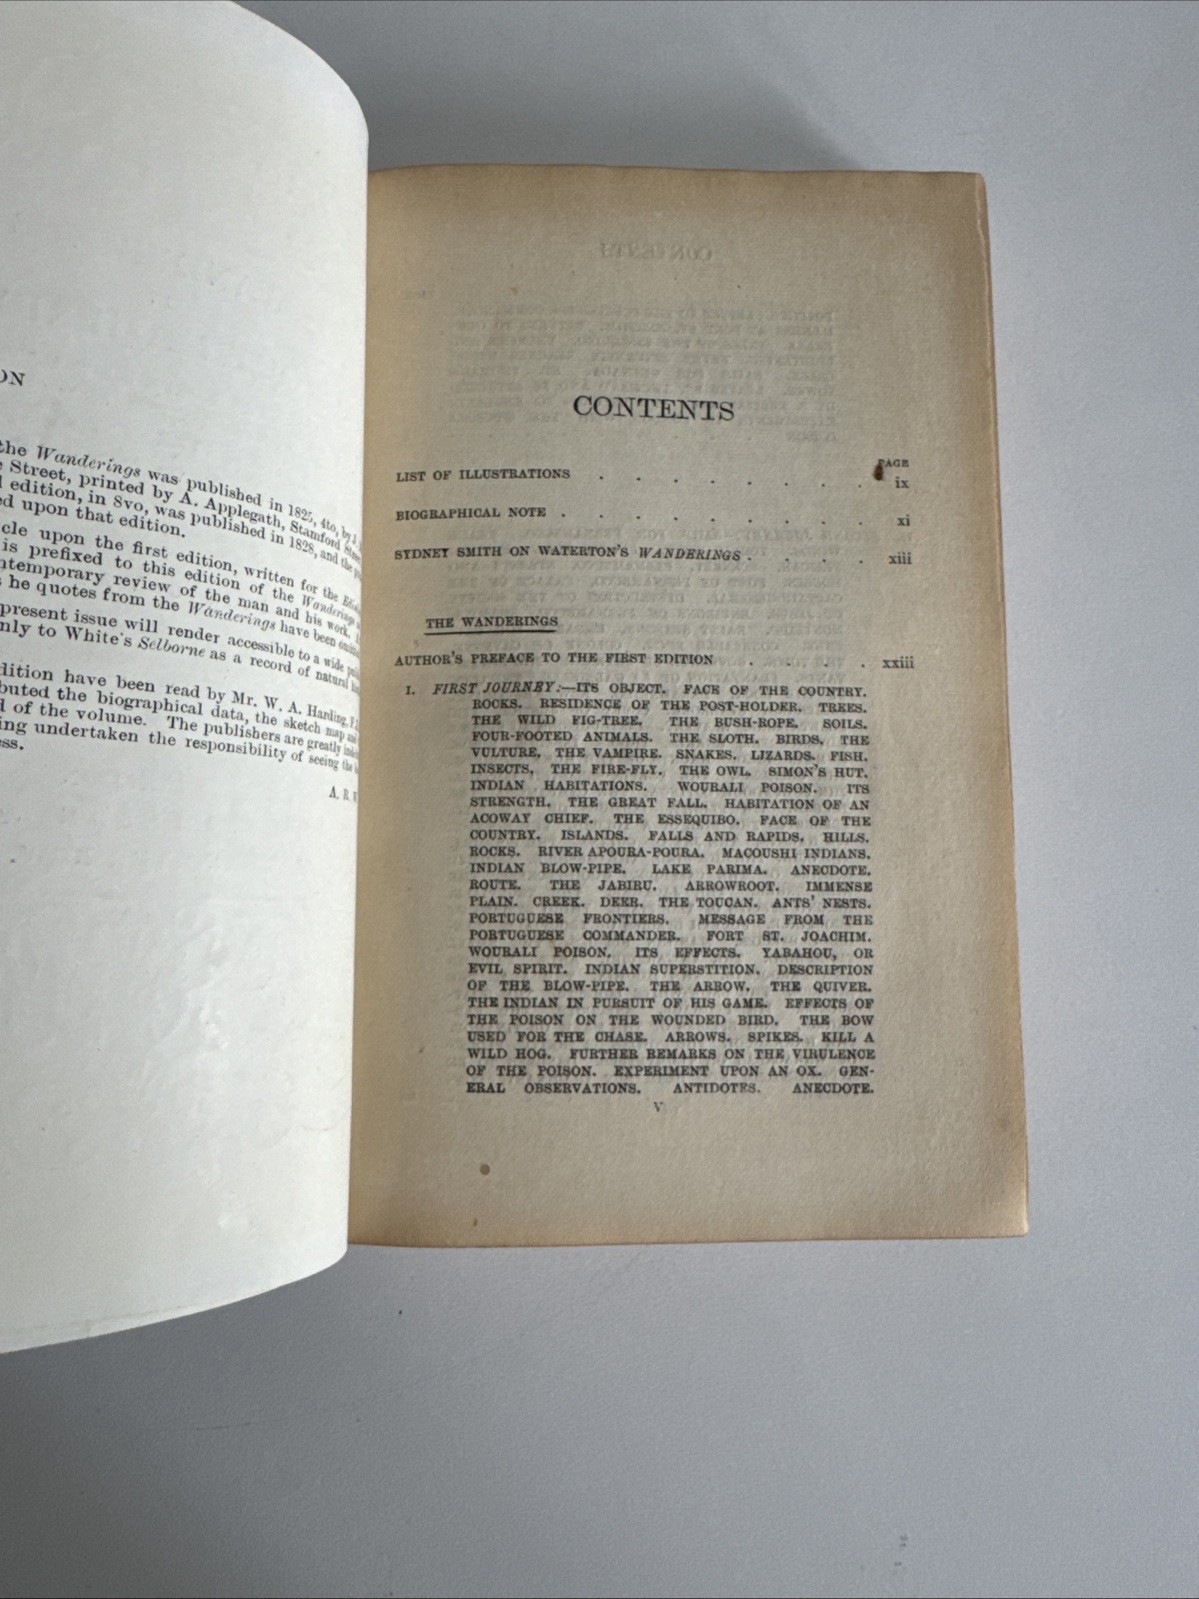 ON
the Wanderings was published in 1825, 4to, by J.
Street, printed by A. Applegath, Stamford Street
edition, in 8vo, was published in 1828, and the
upon that edition.
upon the first edition, written for the
is prefixed to this edition of the Wanderings
review of the man and his work.
he quotes from the Wanderings have been
present issue will render accessible to a wide
to White's Selborne as a record of natural
have been read by Mr. W. A. Harding, F.
the biographical data, the sketch map and
of the volume. The publishers are greatly
undertaken the responsibility of seeing the
A. R. W
CONTENTS
PAGE
LIST OF ILLUSTRATIONS . . . . . . . ix
BIOGRAPHICAL NOTE . . . . . . . . xi
SYDNEY SMITH ON WATERTON'S WANDERINGS . . . . xiii
THE WANDERINGS
AUTHOR'S PREFACE TO THE FIRST EDITION . . . . xxiii
I. FIRST JOURNEY:—ITS OBJECT. FACE OF THE COUNTRY.
ROCKS. RESIDENCE OF THE POST-HOLDER. TREES.
THE WILD FIG-TREE. THE BUSH-ROPE. SOILS.
FOUR-FOOTED ANIMALS. THE SLOTH. BIRDS. THE
VULTURE. THE VAMPIRE. SNAKES. LIZARDS. FISH.
INSECTS. THE FIRE-FLY. THE OWL. SIMON'S HUT.
INDIAN HABITATIONS. WOURALI POISON. ITS
STRENGTH. THE GREAT FALL. HABITATION OF AN
ACOWAY CHIEF. THE ESSEQUIBO. FACE OF THE
COUNTRY. ISLANDS. FALLS AND RAPIDS. HILLS.
ROCKS. RIVER APOURA-POURA. MACOUSHI INDIANS.
INDIAN BLOW-PIPE. LAKE PARIMA. ANECDOTE.
ROUTE. THE JABIRU. ARROWROOT. IMMENSE
PLAIN. CREEK. DEER. THE TOUCAN. ANTS' NESTS.
PORTUGUESE FRONTIERS. MESSAGE FROM THE
PORTUGUESE COMMANDER. FORT ST. JOACHIM.
WOURALI POISON. ITS EFFECTS. YABAHOU, OR
EVIL SPIRIT. INDIAN SUPERSTITION. DESCRIPTION
OF THE BLOW-PIPE. THE ARROW. THE QUIVER.
THE INDIAN IN PURSUIT OF HIS GAME. EFFECTS OF
THE POISON ON THE WOUNDED BIRD. THE BOW
USED FOR THE CHASE. ARROWS. SPIKES. KILL A
WILD HOG. FURTHER REMARKS ON THE VIRULENCE
OF THE POISON. EXPERIMENT UPON AN OX. GEN-
ERAL OBSERVATIONS. ANTIDOTES. ANECDOTE.
V